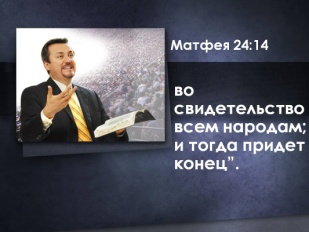 Матфея 24:14
во
свидетельство
всем народам;
и тогда придет
конец”.